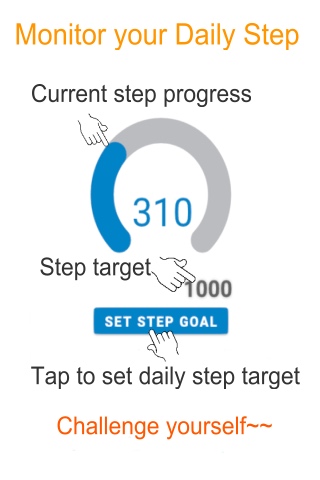 Monitor your Daily Step
Current step progress
310
Step target
1000
SET STEP GOAL
Tap to set daily step target
Challenge yourself~~